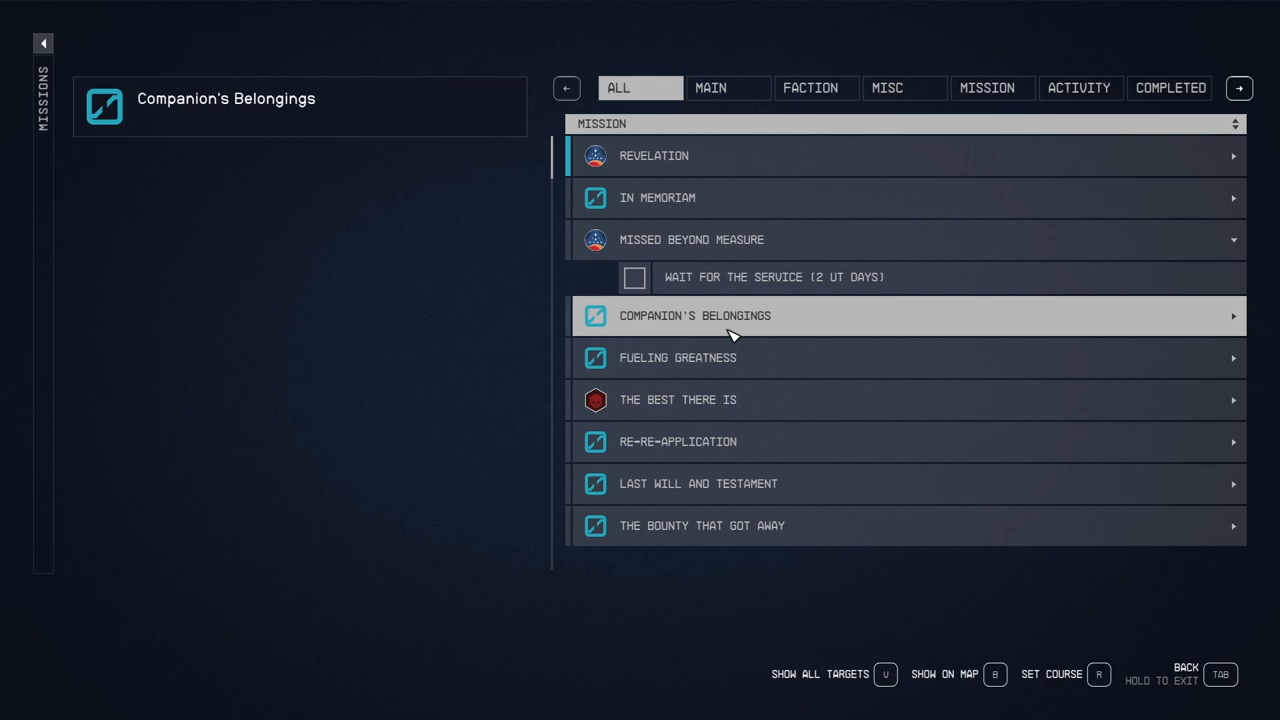 MISSIONS
Companion's Belongings
ALL
MAIN
FACTION
MISC
MISSION
ACTIVITY
COMPLETED
MISSION
REVELATION
IN MEMORIAM
MISSED BEYOND MEASURE
WAIT FOR THE SERVICE (2 UT DAYS)
COMPANION'S BELONGINGS
FUELING GREATNESS
THE BEST THERE IS
RE-RE-APPLICATION
LAST WILL AND TESTAMENT
THE BOUNTY THAT GOT AWAY
SHOW ALL TARGETS V
SHOW ON MAP B
SET COURSE R
BACK
HOLD TO EXIT TAB